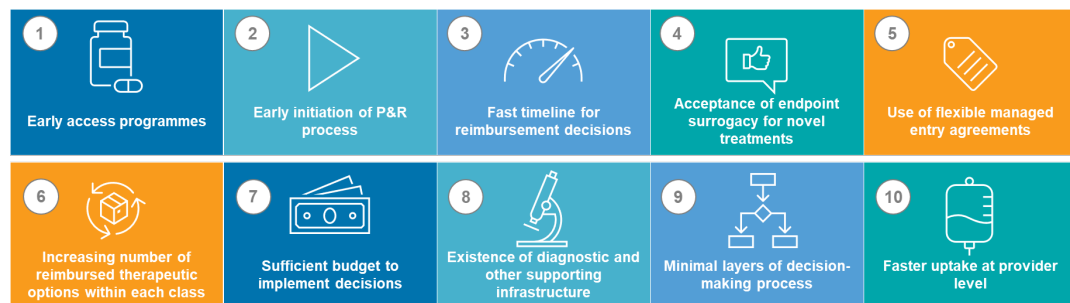 1
Early access programmes
2
Early initiation of P&R
process
3
Fast timeline for
reimbursement decisions
4
Acceptance of endpoint
surrogacy for novel
treatments
5
Use of flexible managed
entry agreements
6
Increasing number of
reimbursed therapeutic
options within each class
7
Sufficient budget to
implement decisions
8
Existence of diagnostic and
other supporting
infrastructure
9
Minimal layers of decision-
making process
10
Faster uptake at provider
level